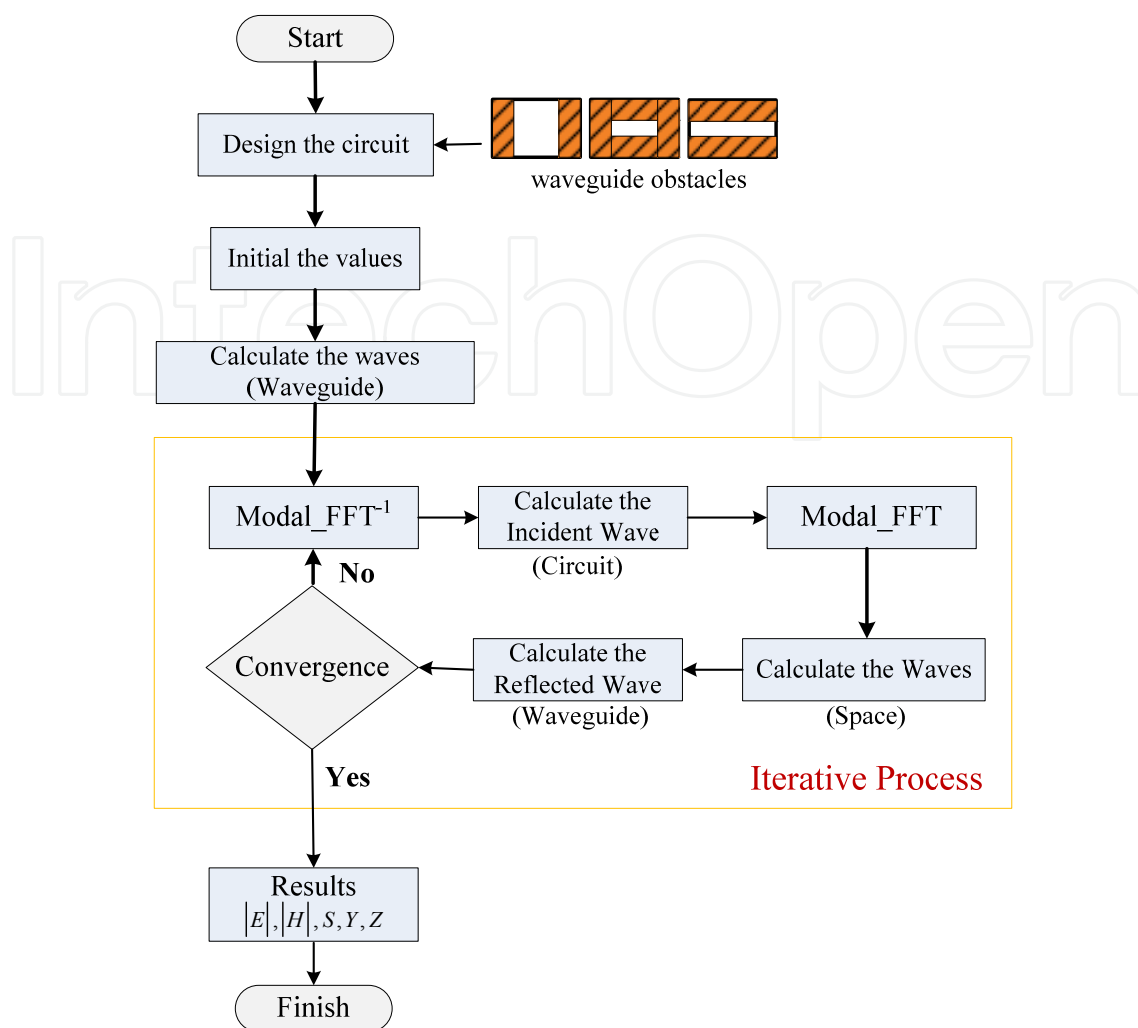 Start
Design the circuit
waveguide obstacles
Initial the values
IntechOpen
Calculate the waves
(Waveguide)
Modal_FFT-1
Calculate the
Incident Wave
(Circuit)
Modal_FFT
No
Convergence
Calculate the
Reflected Wave
(Waveguide)
Calculate the Waves
(Space)
Yes
Iterative Process
Results
|E|,|H|,S,Y,Z
Finish